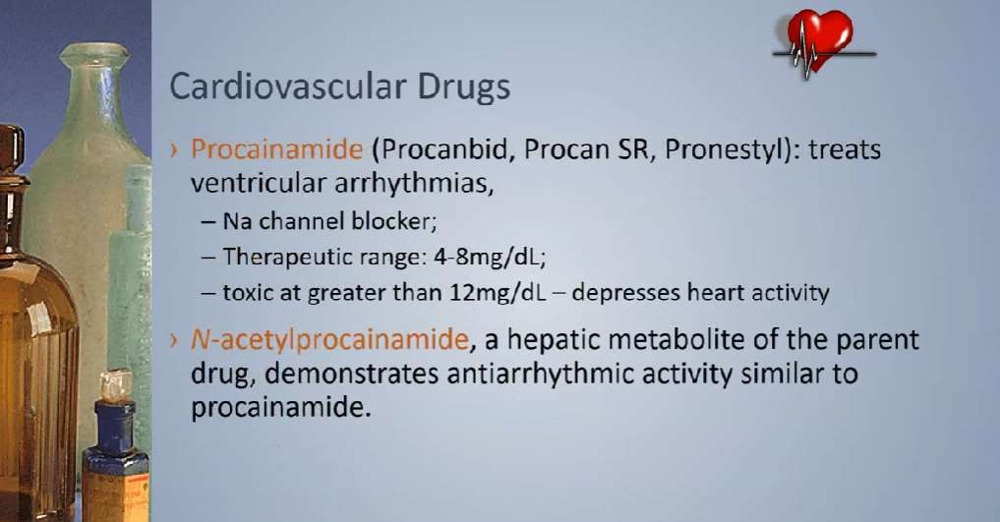 Cardiovascular Drugs
› Procainamide (Procanbid, Procan SR, Pronestyl): treats
ventricular arrhythmias,
– Na channel blocker;
– Therapeutic range: 4-8mg/dL;
– toxic at greater than 12mg/dL – depresses heart activity
› N-acetylprocainamide, a hepatic metabolite of the parent
drug, demonstrates antiarrhythmic activity similar to
procainamide.